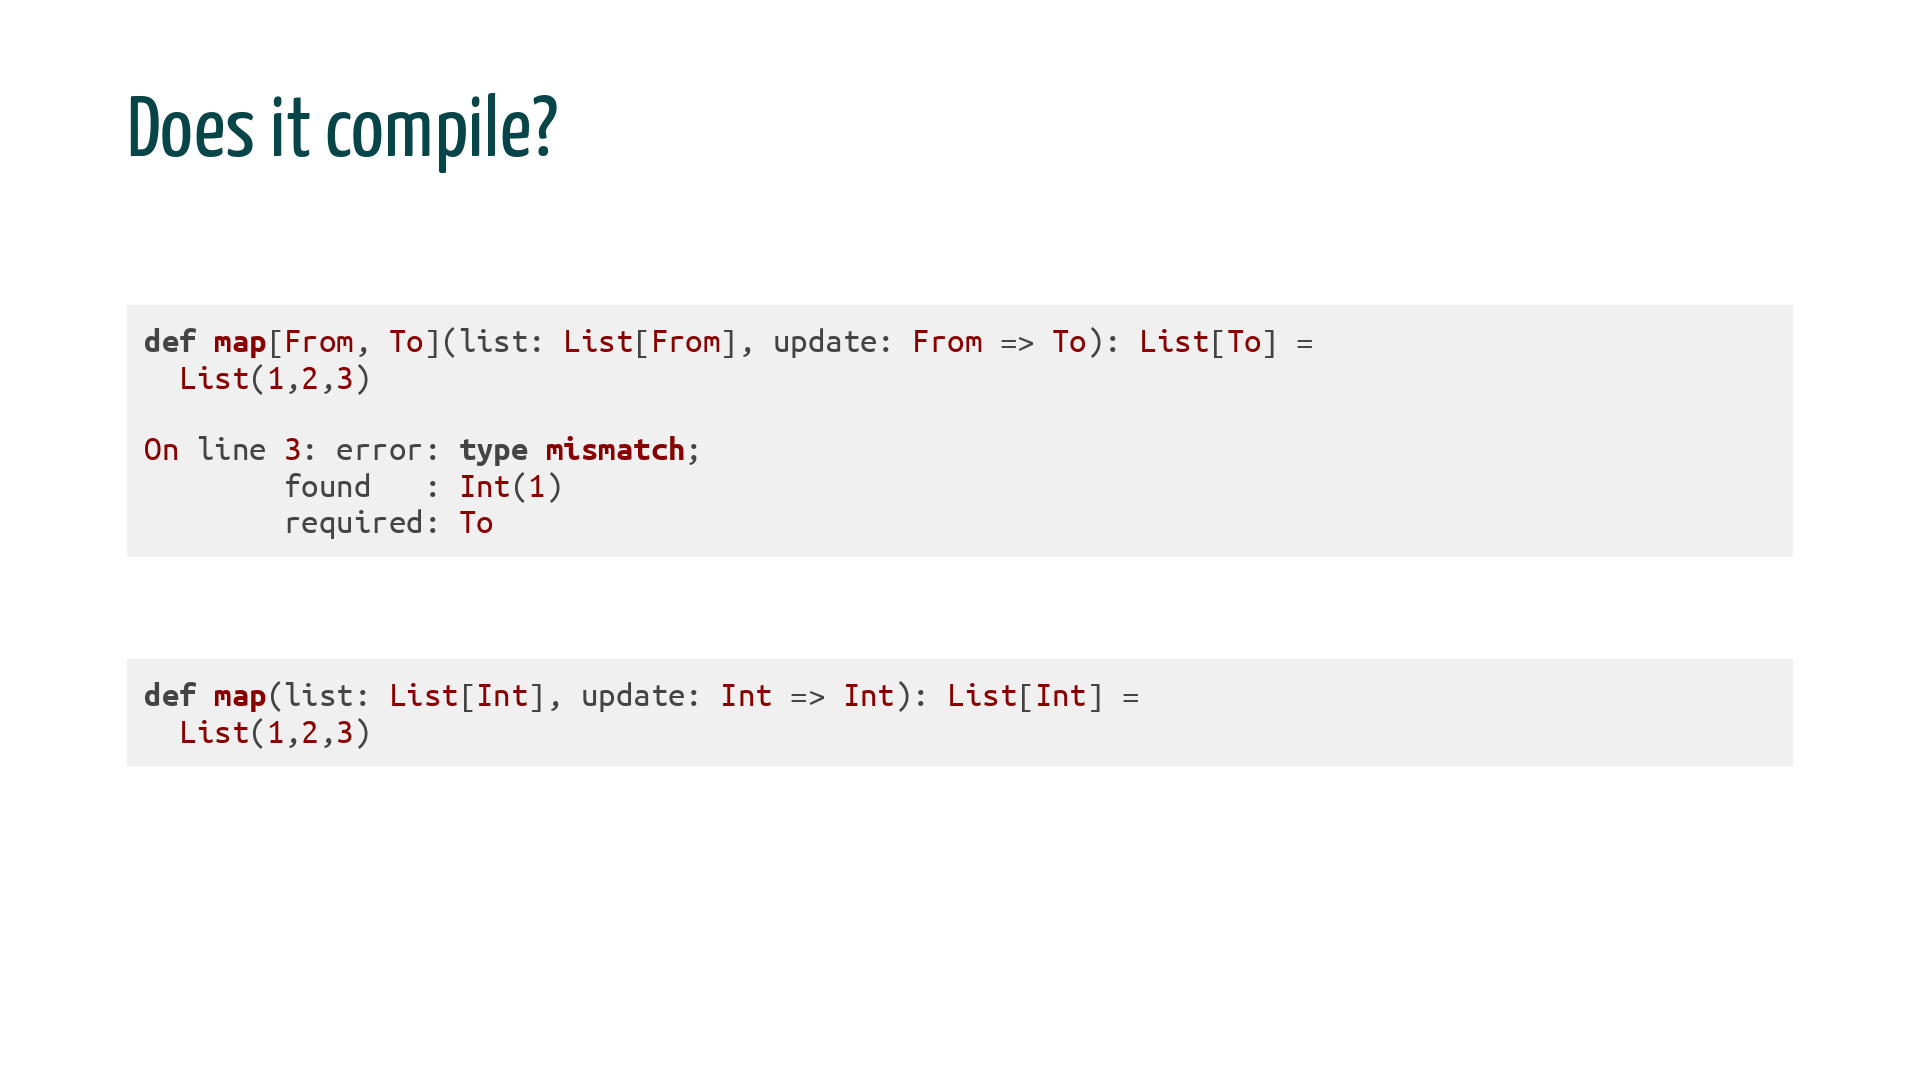 Does it compile?
def map[From, To](list: List[From], update: From => To): List[To] =
  List(1,2,3)
On line 3: error: type mismatch;
        found   : Int(1)
        required: To
def map(list: List[Int], update: Int => Int): List[Int] =
  List(1,2,3)